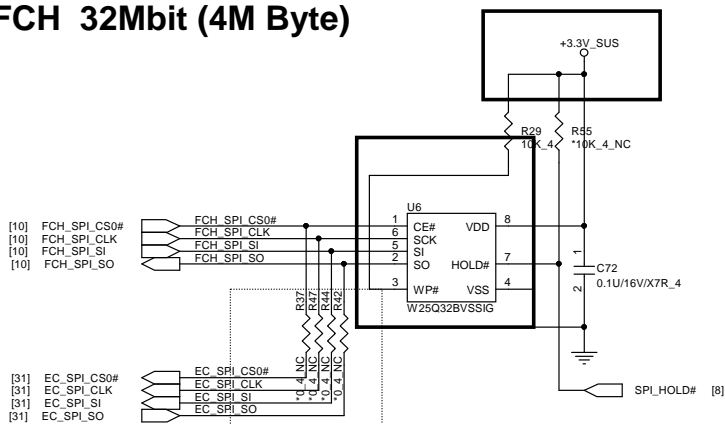 FCH 32Mbit (4M Byte)
+3.3V_SUS
R29
10K_4
R55
*10K_4_NC
U6
[10] FCH_SPI_CS0# FCH_SPI_CS0# 1 CE# VDD 8
[10] FCH_SPI_CLK FCH_SPI_CLK 6 SCK
[10] FCH_SPI_SI FCH_SPI_SI 5 SI HOLD# 7
[10] FCH_SPI_SO FCH_SPI_SO 2 SO
3 WP# VSS 4
W25Q32BVSSIG
1
C72
0.1U/16V/X7R_4
2
R37
R47
R44
R42
*0_4_NC
*0_4_NC
*0_4_NC
*0_4_NC
[31] EC_SPI_CS0# EC_SPI_CS0#
[31] EC_SPI_CLK EC_SPI_CLK
[31] EC_SPI_SI EC_SPI_SI
[31] EC_SPI_SO EC_SPI_SO
SPI_HOLD# [8]